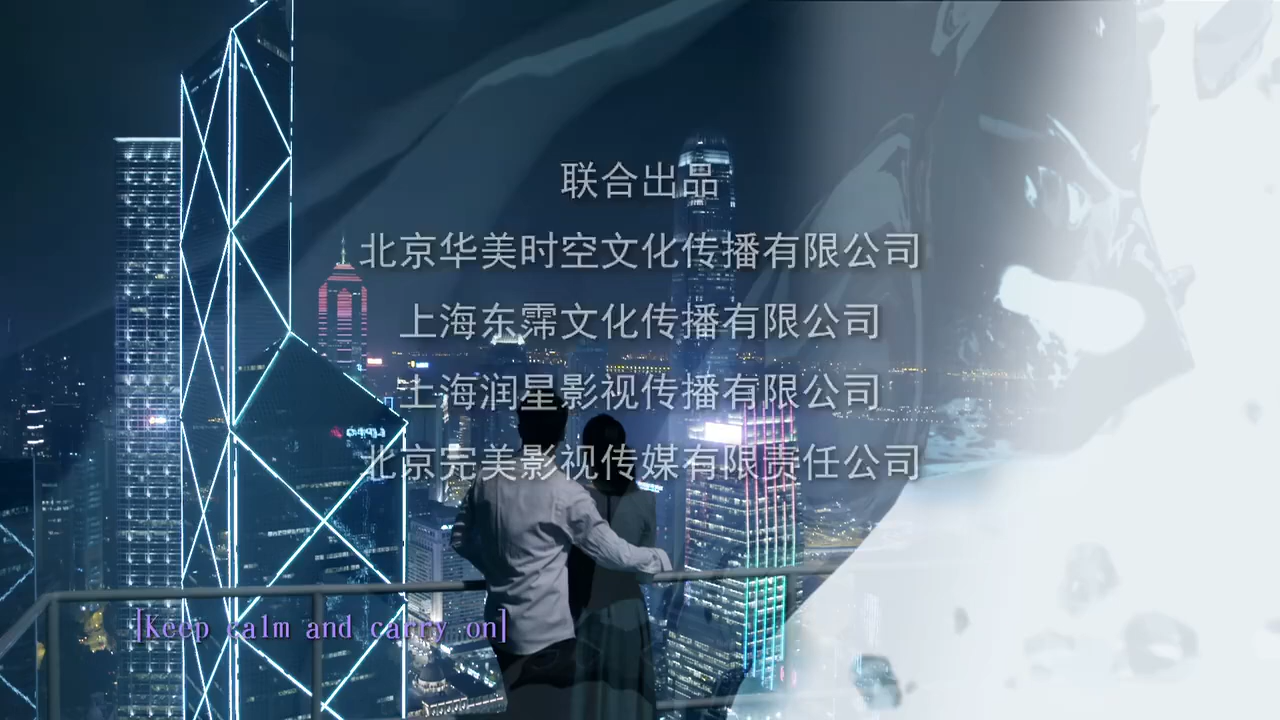 联合出品
北京华美时空文化传播有限公司
上海东霈文化传播有限公司
上海润星影视传播有限公司
北京完美影视传媒有限责任公司
[Keep calm and carry on]